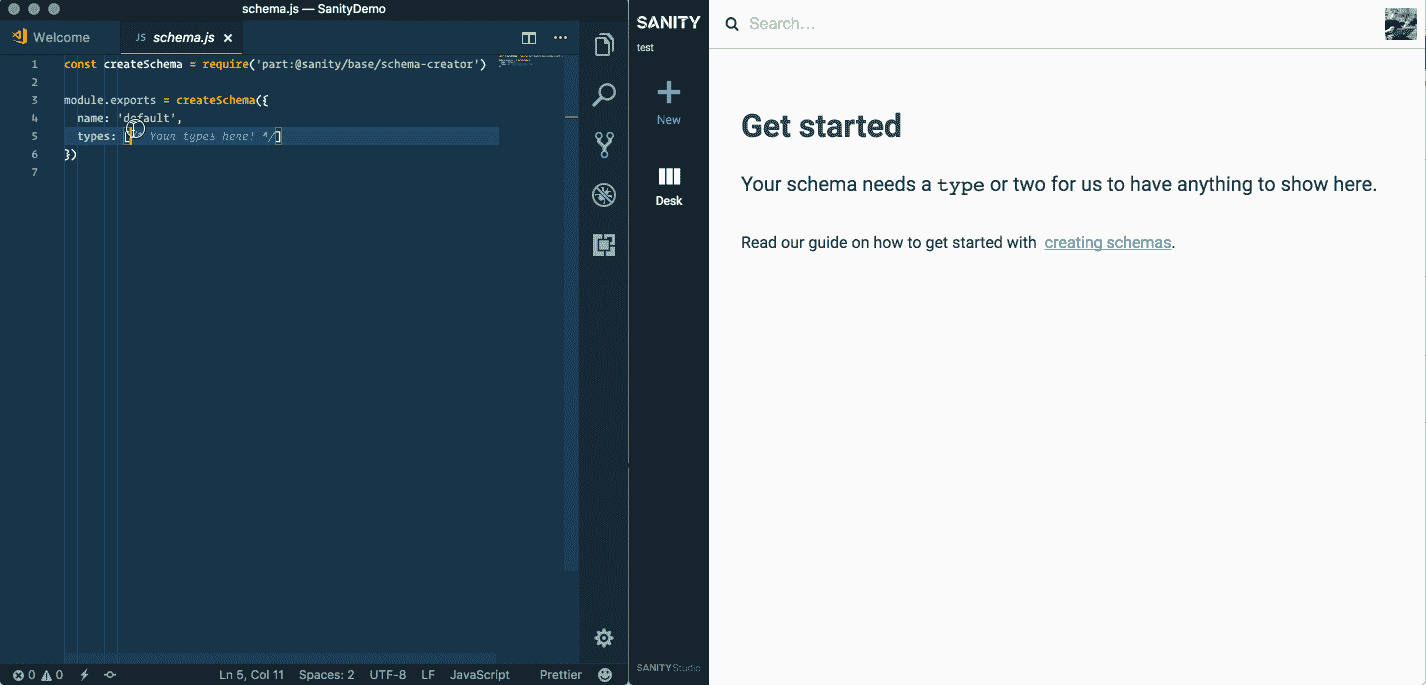 schema.js — SanityDemo
Welcome
JS schema.js ×
1 const createSchema = require('part:@sanity/base/schema-creator')
2
3 module.exports = createSchema({
4 name: 'default',
5 types: [ Your types here! */]
6 })
7
0 0
Ln 5, Col 11 Spaces: 2 UTF-8 LF JavaScript Prettier
SANITY
test
New
Desk
SANITY Studio
Search...
Get started
Your schema needs a type or two for us to have anything to show here.
Read our guide on how to get started with creating schemas.